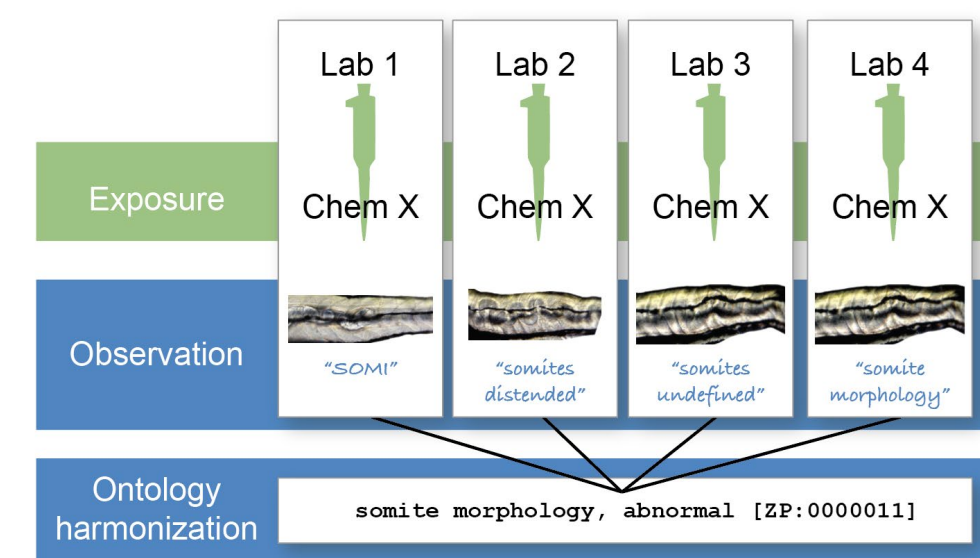 Lab 1
Lab 2
Lab 3
Lab 4
Exposure
Chem X
Chem X
Chem X
Chem X
Observation
“SOMI”
“somites
distended”
“somites
undefined”
“somite
morphology”
Ontology
harmonization
somite morphology, abnormal [ZP:0000011]